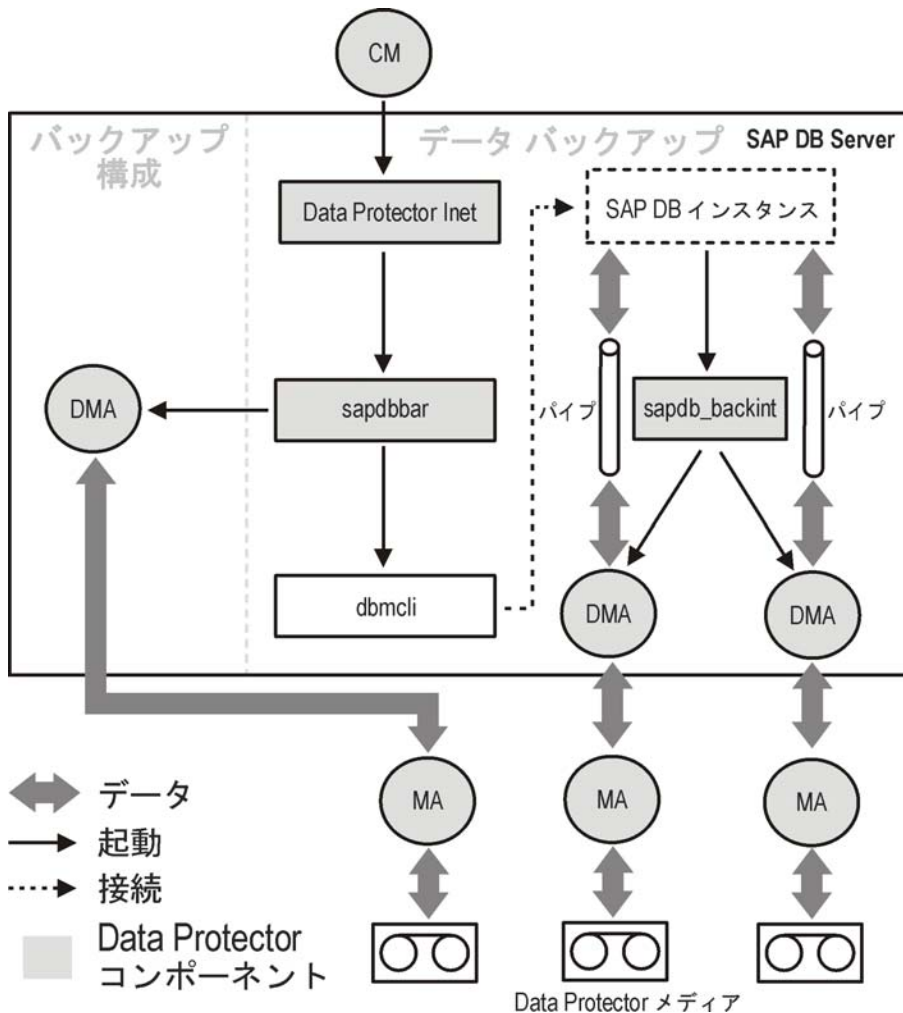 CM
バックアップ
構成
データ バックアップ
SAP DB Server
Data Protector Inet
SAP DB インスタンス
DMA
sapdbbar
パイプ
sapdb_backint
パイプ
dbmcli
DMA
DMA
MA
MA
MA
データ
起動
接続
Data Protector
コンポーネント
Data Protector メディア